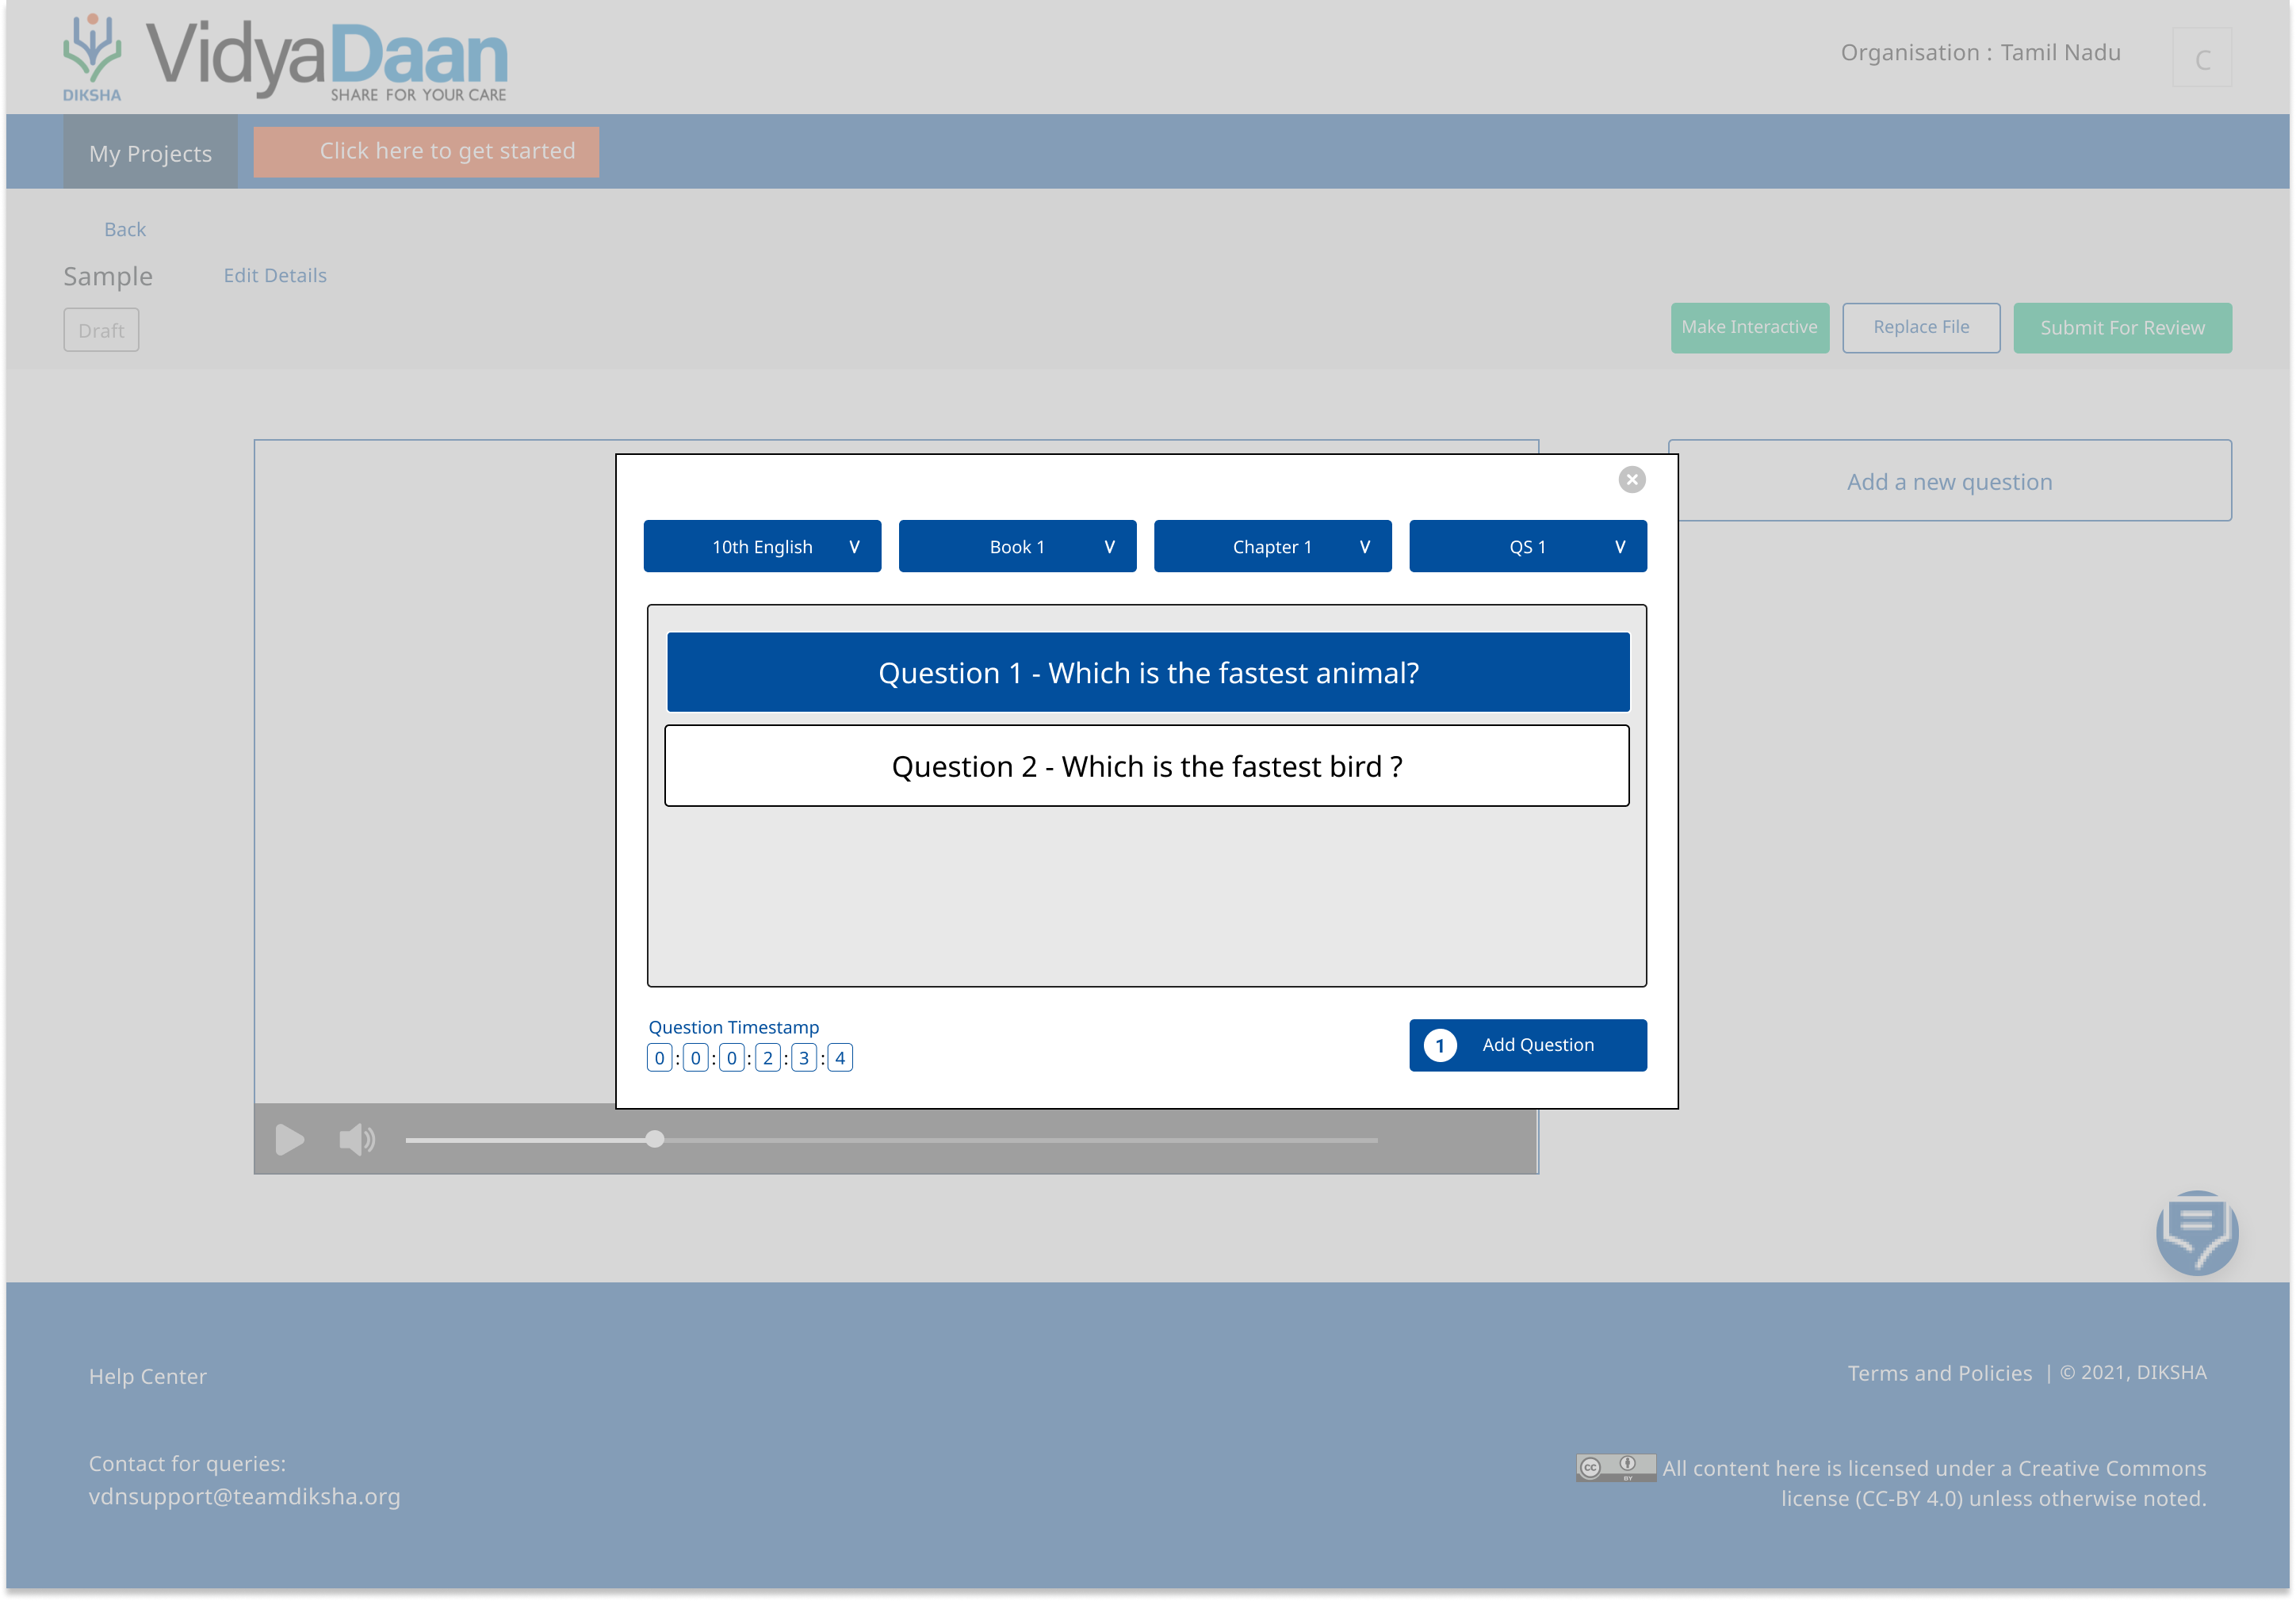 VidyaDaan
SHARE FOR YOUR CARE
DIKSHA
Organisation : Tamil Nadu
C
My Projects
Click here to get started
Back
Sample
Edit Details
Draft
Make Interactive
Replace File
Submit For Review
Add a new question
10th English V
Book 1 V
Chapter 1 V
QS 1 V
Question 1 - Which is the fastest animal?
Question 2 - Which is the fastest bird ?
Question Timestamp
0 : 0 : 0 : 2 : 3 : 4
1 Add Question
Help Center
Terms and Policies | © 2021, DIKSHA
Contact for queries:
vdnsupport@teamdiksha.org
CC BY
All content here is licensed under a Creative Commons
license (CC-BY 4.0) unless otherwise noted.